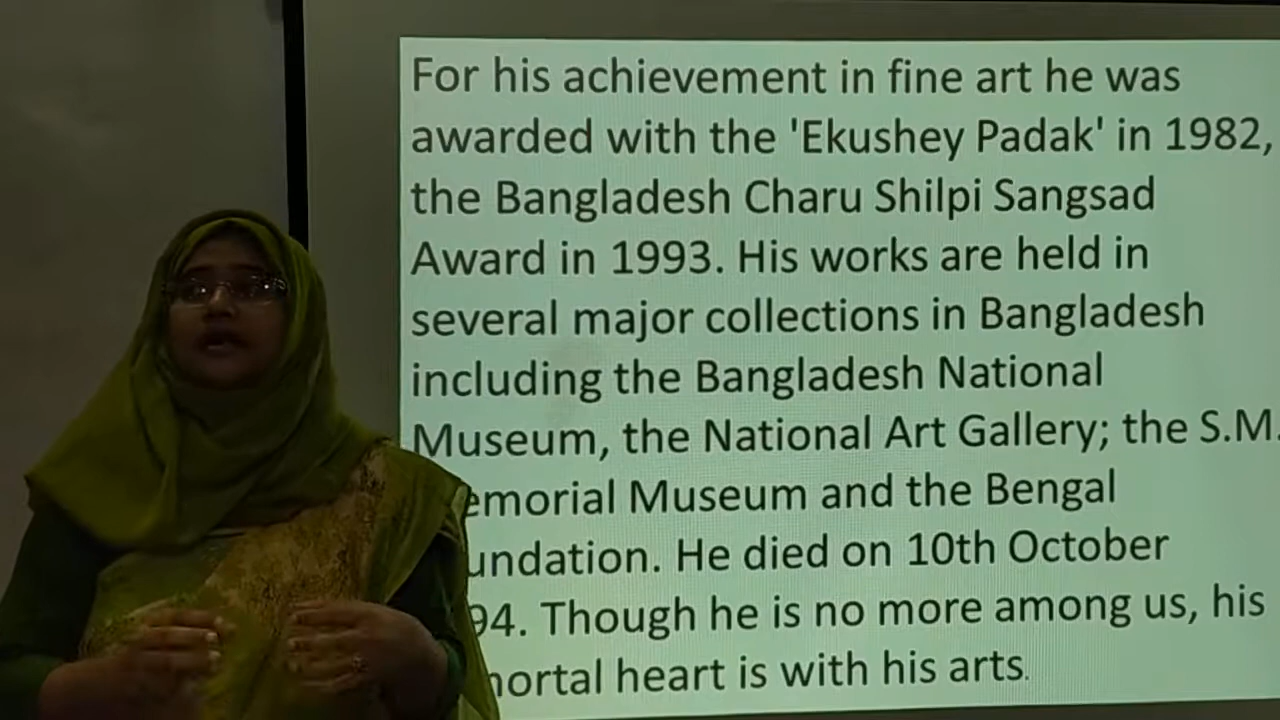 For his achievement in fine art he was
awarded with the 'Ekushey Padak' in 1982,
the Bangladesh Charu Shilpi Sangsad
Award in 1993. His works are held in
several major collections in Bangladesh
including the Bangladesh National
Museum, the National Art Gallery; the S.M.
emorial Museum and the Bengal
undation. He died on 10th October
94. Though he is no more among us, his
mortal heart is with his arts.